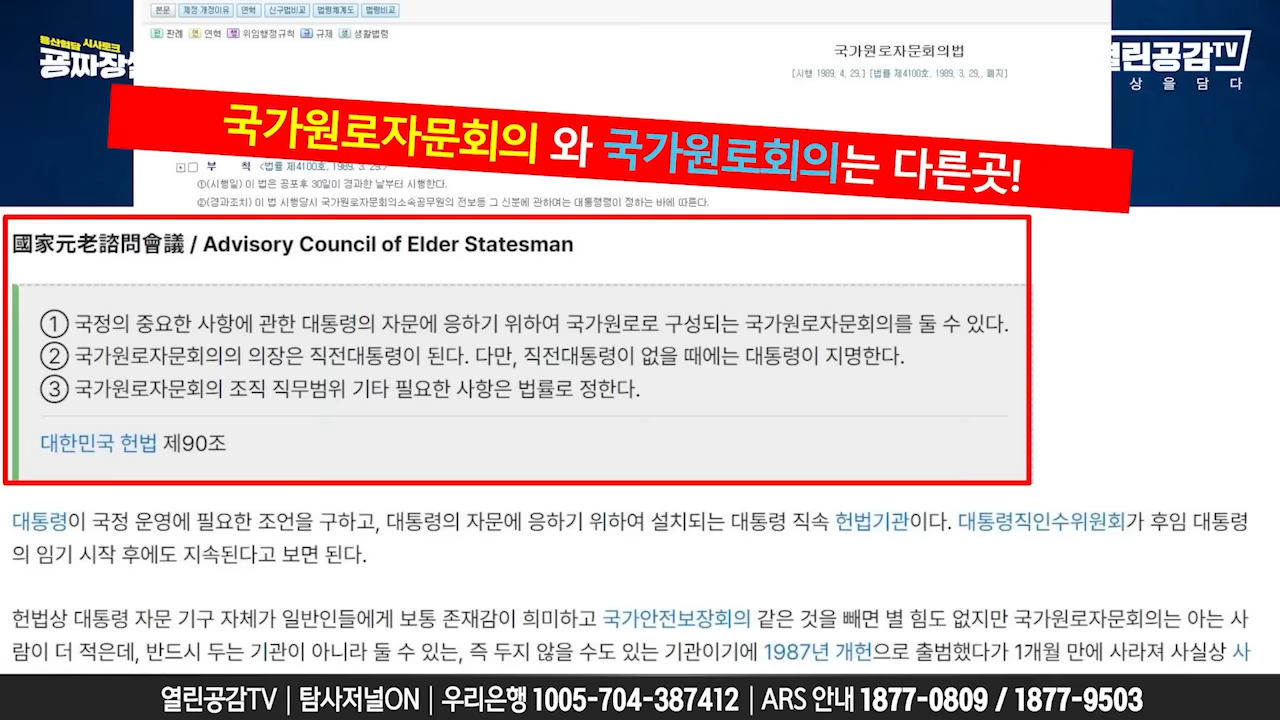 본문 제정·개정이유 연혁 신구법비교 법령체계도 법령비교
판 판례 연 연혁 행 위임행정규칙 규 규제 생 생활법령
국가원로자문회의법
[시행 1989. 4. 29.] [법률 제4100호, 1989. 3. 29., 폐지]
용산협담 시사토크
공짜장
열린공감TV
상을 담다
국가원로자문회의 와 국가원로회의는 다른곳!
부 칙 <법률 제4100호, 1989. 3. 29.>
①(시행일) 이 법은 공포후 30일이 경과한 날부터 시행한다.
②(경과조치) 이 법 시행당시 국가원로자문회의소속공무원의 전보등 그 신분에 관하여는 대통령령이 정하는 바에 따른다.
國家元老諮問會議 / Advisory Council of Elder Statesman
① 국정의 중요한 사항에 관한 대통령의 자문에 응하기 위하여 국가원로로 구성되는 국가원로자문회의를 둘 수 있다.
② 국가원로자문회의의 의장은 직전대통령이 된다. 다만, 직전대통령이 없을 때에는 대통령이 지명한다.
③ 국가원로자문회의의 조직 직무범위 기타 필요한 사항은 법률로 정한다.
대한민국 헌법 제90조
대통령이 국정 운영에 필요한 조언을 구하고, 대통령의 자문에 응하기 위하여 설치되는 대통령 직속 헌법기관이다. 대통령직인수위원회가 후임 대통령
의 임기 시작 후에도 지속된다고 보면 된다.
헌법상 대통령 자문 기구 자체가 일반인들에게 보통 존재감이 희미하고 국가안전보장회의 같은 것을 빼면 별 힘도 없지만 국가원로자문회의는 아는 사
람이 더 적은데, 반드시 두는 기관이 아니라 둘 수 있는, 즉 두지 않을 수도 있는 기관이기에 1987년 개헌으로 출범했다가 1개월 만에 사라져 사실상 사
열린공감TV | 탐사저널ON | 우리은행 1005-704-387412 | ARS 안내 1877-0809 / 1877-9503